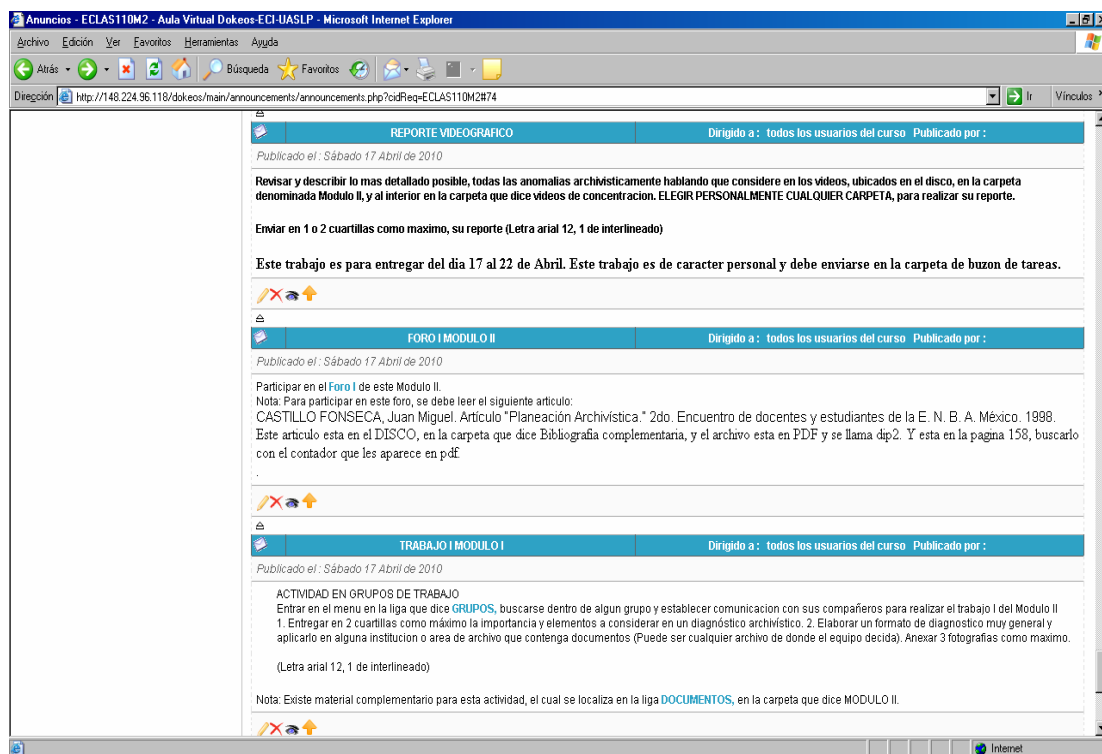 Anuncios - ECLAS110M2 - Aula Virtual Dokeos-ECI-UASLP - Microsoft Internet Explorer
Archivo Edición Ver Favoritos Herramientas Ayuda
Atrás Búsqueda Favoritos
Dirección http://148.224.96.118/dokeos/main/announcements/announcements.php?cidReq=ECLAS110M2#74 Ir Vínculos
REPORTE VIDEOGRAFICO Dirigido a : todos los usuarios del curso Publicado por :
Publicado el : Sábado 17 Abril de 2010
Revisar y describir lo mas detallado posible, todas las anomalias archivisticamente hablando que considere en los videos, ubicados en el disco, en la carpeta
denominada Modulo II, y al interior en la carpeta que dice videos de concentracion. ELEGIR PERSONALMENTE CUALQUIER CARPETA, para realizar su reporte.
Enviar en 1 o 2 cuartillas como maximo, su reporte (Letra arial 12, 1 de interlineado)
Este trabajo es para entregar del dia 17 al 22 de Abril. Este trabajo es de caracter personal y debe enviarse en la carpeta de buzon de tareas.
FORO I MODULO II Dirigido a : todos los usuarios del curso Publicado por :
Publicado el : Sábado 17 Abril de 2010
Participar en el Foro I de este Modulo II.
Nota: Para participar en este foro, se debe leer el siguiente articulo:
CASTILLO FONSECA, Juan Miguel. Artículo "Planeación Archivística." 2do. Encuentro de docentes y estudiantes de la E. N. B. A. México. 1998.
Este articulo esta en el DISCO, en la carpeta que dice Bibliografia complementaria, y el archivo esta en PDF y se llama dip2. Y esta en la pagina 158, buscarlo
con el contador que les aparece en pdf.
.
TRABAJO I MODULO I Dirigido a : todos los usuarios del curso Publicado por :
Publicado el : Sábado 17 Abril de 2010
ACTIVIDAD EN GRUPOS DE TRABAJO
Entrar en el menu en la liga que dice GRUPOS, buscarse dentro de algun grupo y establecer comunicacion con sus compañeros para realizar el trabajo I del Modulo II
1. Entregar en 2 cuartillas como máximo la importancia y elementos a considerar en un diagnóstico archivístico. 2. Elaborar un formato de diagnostico muy general y
aplicarlo en alguna institucion o area de archivo que contenga documentos (Puede ser cualquier archivo de donde el equipo decida). Anexar 3 fotografias como maximo.
(Letra arial 12, 1 de interlineado)
Nota: Existe material complementario para esta actividad, el cual se localiza en la liga DOCUMENTOS, en la carpeta que dice MODULO II.
Internet